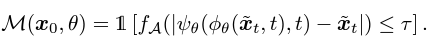 ℳ(𝒙₀, θ) = 𝟙 [f_𝒜(|ψ_θ(ϕ_θ(𝒙̃_t, t), t) − 𝒙̃_t|) ≤ τ] .